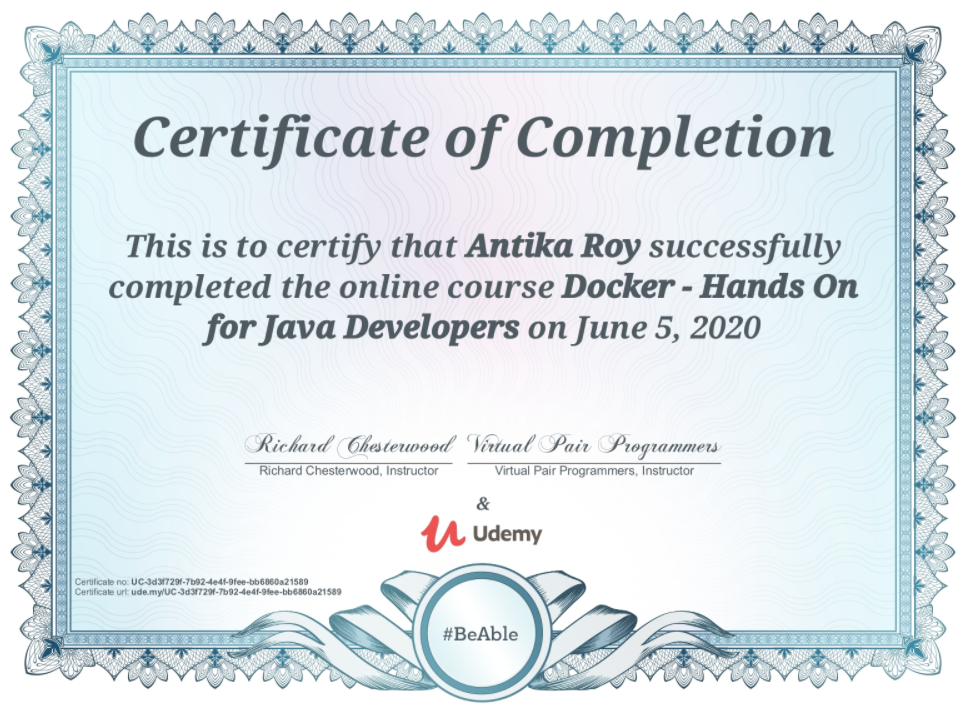 Certificate of Completion
This is to certify that Antika Roy successfully
completed the online course Docker - Hands On
for Java Developers on June 5, 2020
Richard Chesterwood Virtual Pair Programmers
Richard Chesterwood, Instructor Virtual Pair Programmers, Instructor
&
Udemy
Certificate no: UC-3d3f729f-7b92-4e4f-9fee-bb6860a21589
Certificate url: ude.my/UC-3d3f729f-7b92-4e4f-9fee-bb6860a21589
#BeAble